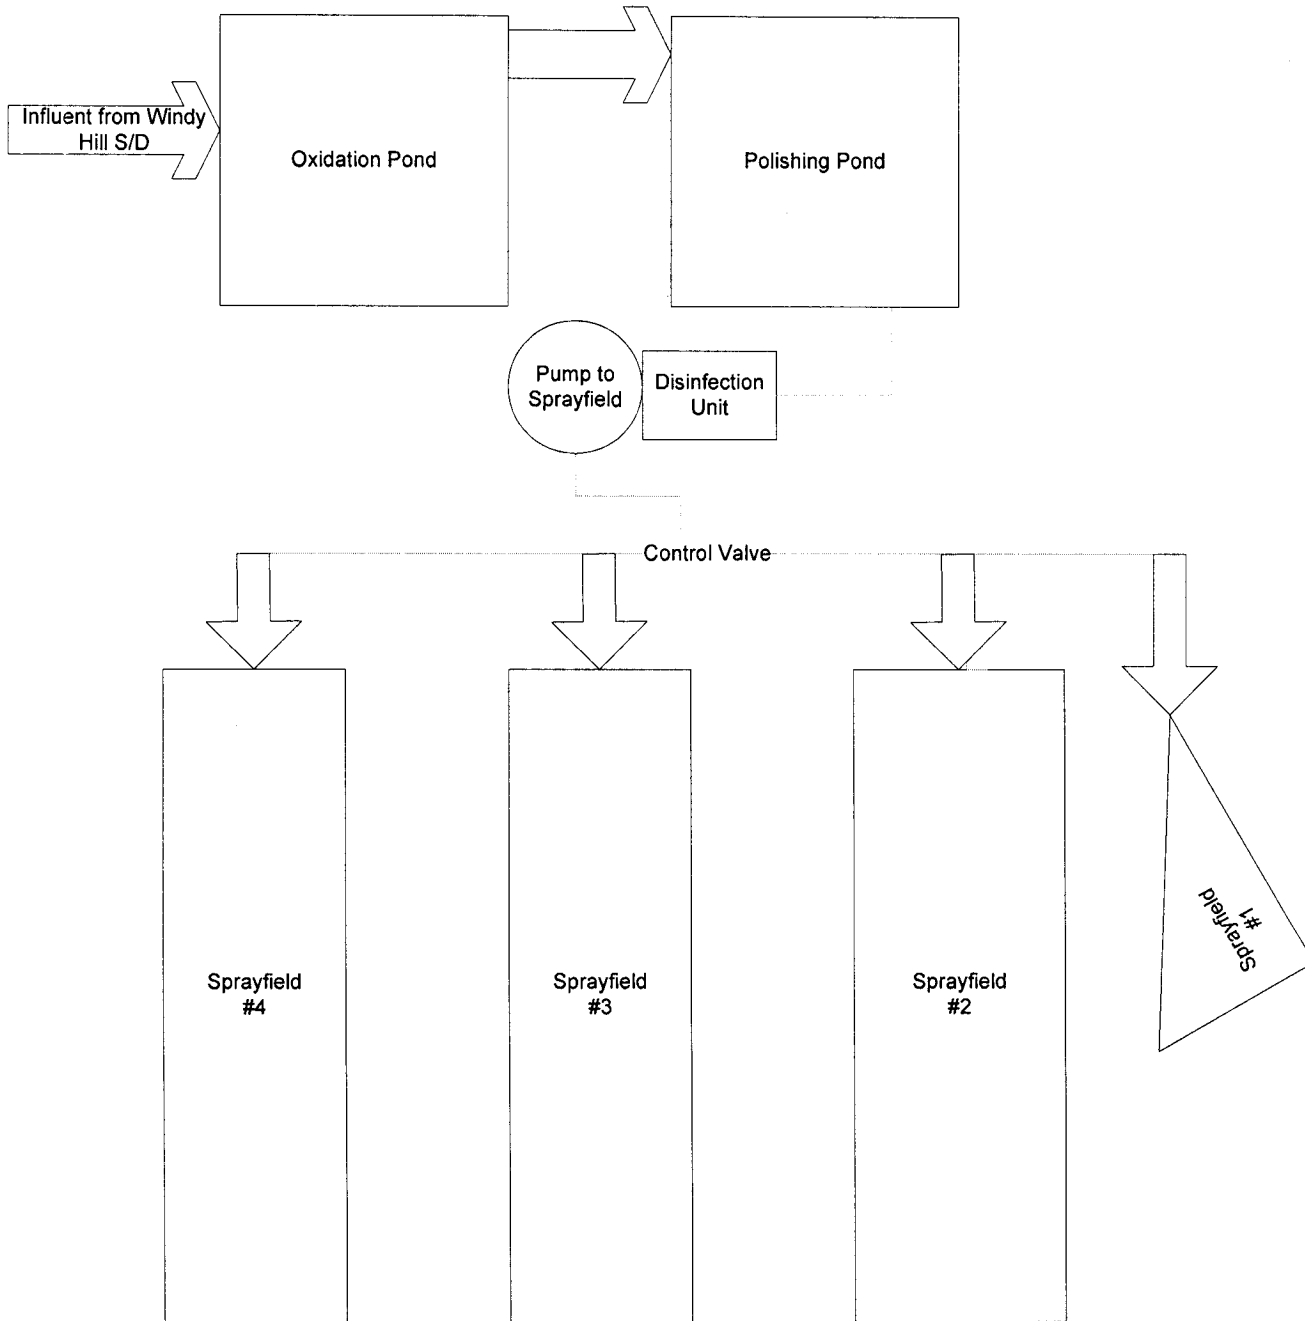 Influent from Windy
Hill S/D
Oxidation Pond
Polishing Pond
Pump to
Sprayfield
Disinfection
Unit
Control Valve
Sprayfield
#4
Sprayfield
#3
Sprayfield
#2
Sprayfield
#1